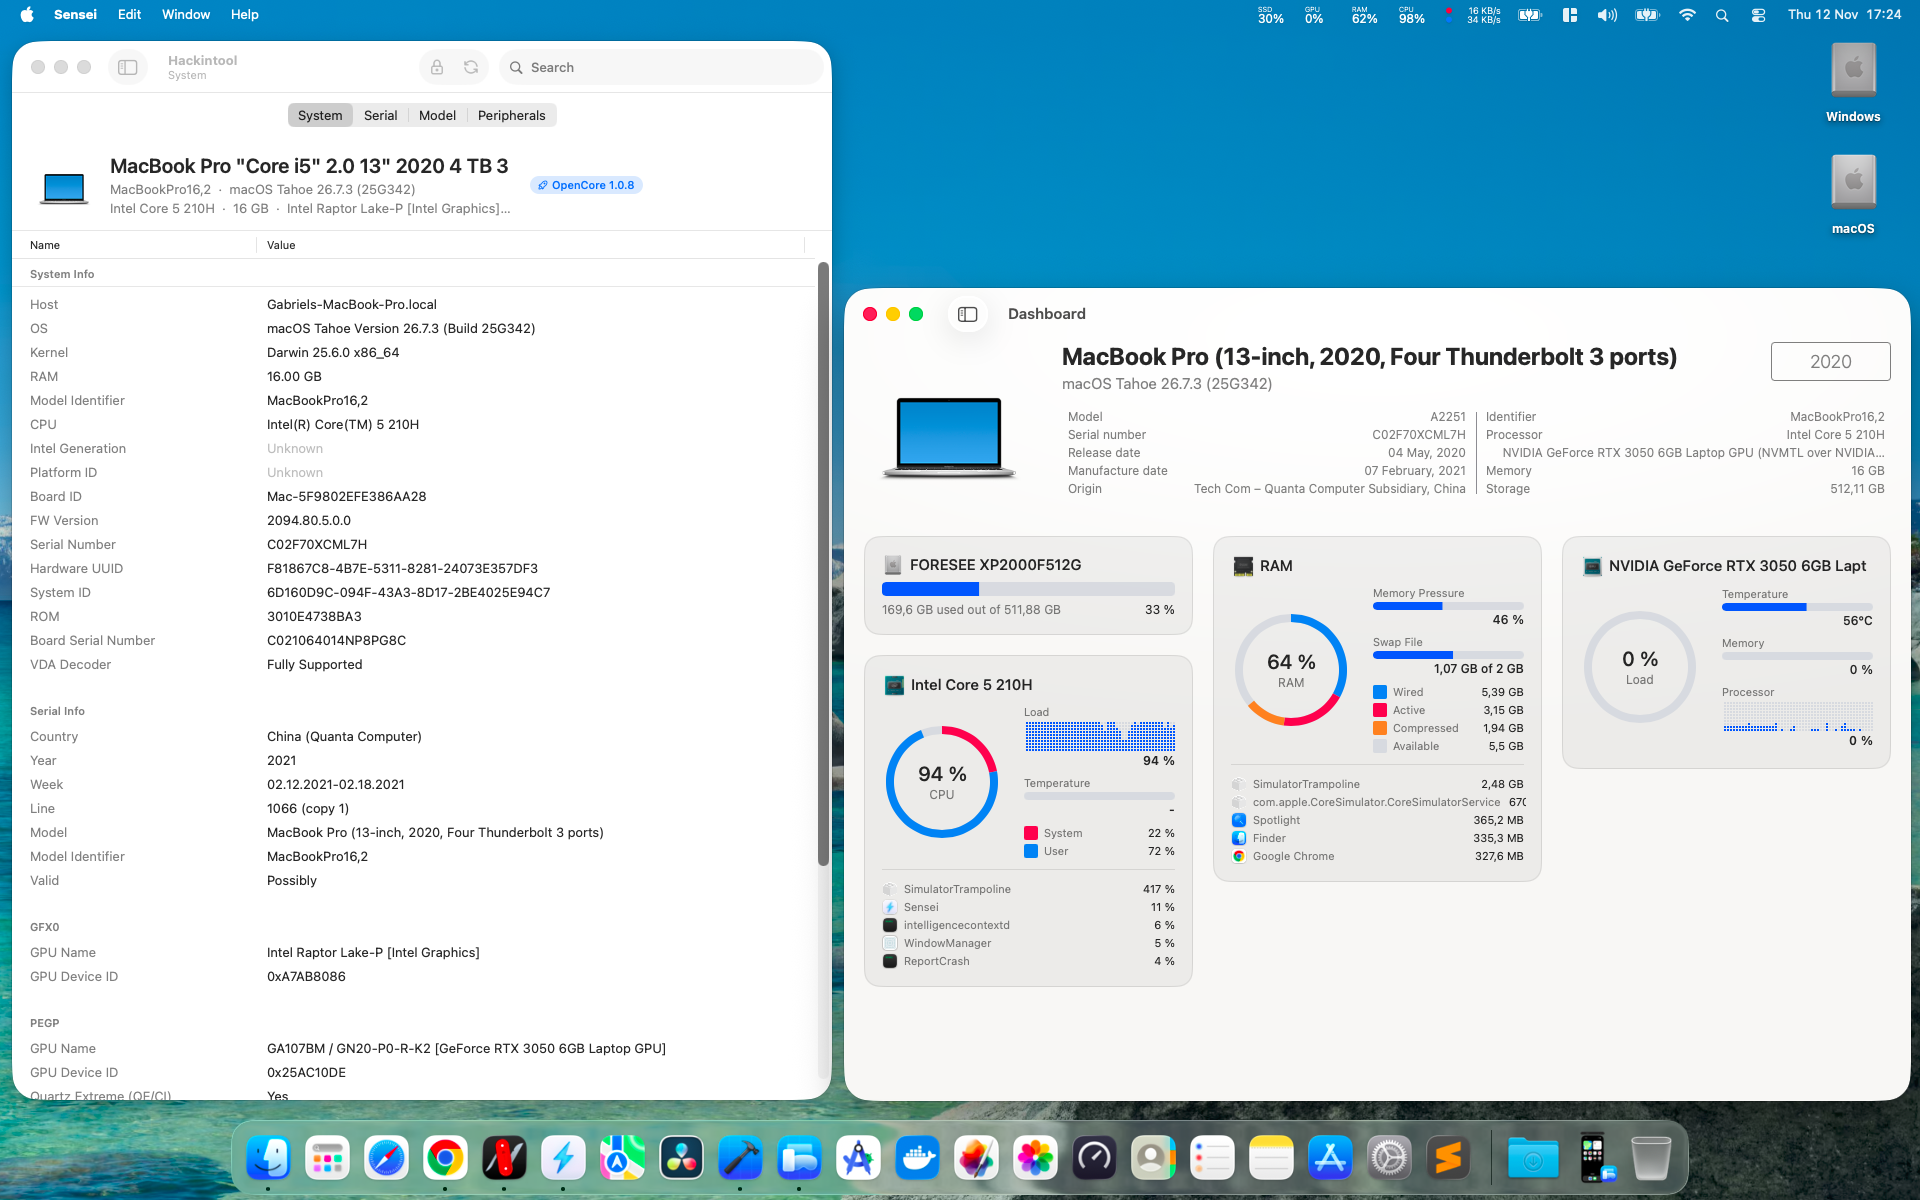 Sensei Edit Window Help
SSD 30% GPU 0% RAM 62% CPU 98% 16 KB/s 34 KB/s Thu 12 Nov 17:24
Hackintool
System
Search
System Serial Model Peripherals
MacBook Pro "Core i5" 2.0 13" 2020 4 TB 3
MacBookPro16,2 · macOS Tahoe 26.7.3 (25G342)
Intel Core 5 210H · 16 GB · Intel Raptor Lake-P [Intel Graphics]...
OpenCore 1.0.8
Name Value
System Info
Host Gabriels-MacBook-Pro.local
OS macOS Tahoe Version 26.7.3 (Build 25G342)
Kernel Darwin 25.6.0 x86_64
RAM 16.00 GB
Model Identifier MacBookPro16,2
CPU Intel(R) Core(TM) 5 210H
Intel Generation Unknown
Platform ID Unknown
Board ID Mac-5F9802EFE386AA28
FW Version 2094.80.5.0.0
Serial Number C02F70XCML7H
Hardware UUID F81867C8-4B7E-5311-8281-24073E357DF3
System ID 6D160D9C-094F-43A3-8D17-2BE4025E94C7
ROM 3010E4738BA3
Board Serial Number C021064014NP8PG8C
VDA Decoder Fully Supported
Serial Info
Country China (Quanta Computer)
Year 2021
Week 02.12.2021-02.18.2021
Line 1066 (copy 1)
Model MacBook Pro (13-inch, 2020, Four Thunderbolt 3 ports)
Model Identifier MacBookPro16,2
Valid Possibly
GFX0
GPU Name Intel Raptor Lake-P [Intel Graphics]
GPU Device ID 0xA7AB8086
PEGP
GPU Name GA107BM / GN20-P0-R-K2 [GeForce RTX 3050 6GB Laptop GPU]
GPU Device ID 0x25AC10DE
Quartz Extreme (QE/CI) Yes
Windows
macOS
Dashboard
MacBook Pro (13-inch, 2020, Four Thunderbolt 3 ports)
macOS Tahoe 26.7.3 (25G342)
2020
Model A2251
Serial number C02F70XCML7H
Release date 04 May, 2020
Manufacture date 07 February, 2021
Origin Tech Com – Quanta Computer Subsidiary, China
Identifier MacBookPro16,2
Processor Intel Core 5 210H
NVIDIA GeForce RTX 3050 6GB Laptop GPU (NVMTL over NVIDIA...
Memory 16 GB
Storage 512,11 GB
FORESEE XP2000F512G
169,6 GB used out of 511,88 GB 33 %
Intel Core 5 210H
94 %
CPU
Load
94 %
Temperature
-
System 22 %
User 72 %
SimulatorTrampoline 417 %
Sensei 11 %
intelligencecontextd 6 %
WindowManager 5 %
ReportCrash 4 %
RAM
64 %
RAM
Memory Pressure
46 %
Swap File
1,07 GB of 2 GB
Wired 5,39 GB
Active 3,15 GB
Compressed 1,94 GB
Available 5,5 GB
SimulatorTrampoline 2,48 GB
com.apple.CoreSimulator.CoreSimulatorService 670
Spotlight 365,2 MB
Finder 335,3 MB
Google Chrome 327,6 MB
NVIDIA GeForce RTX 3050 6GB Lapt
0 %
Load
Temperature
56°C
Memory
0 %
Processor
0 %